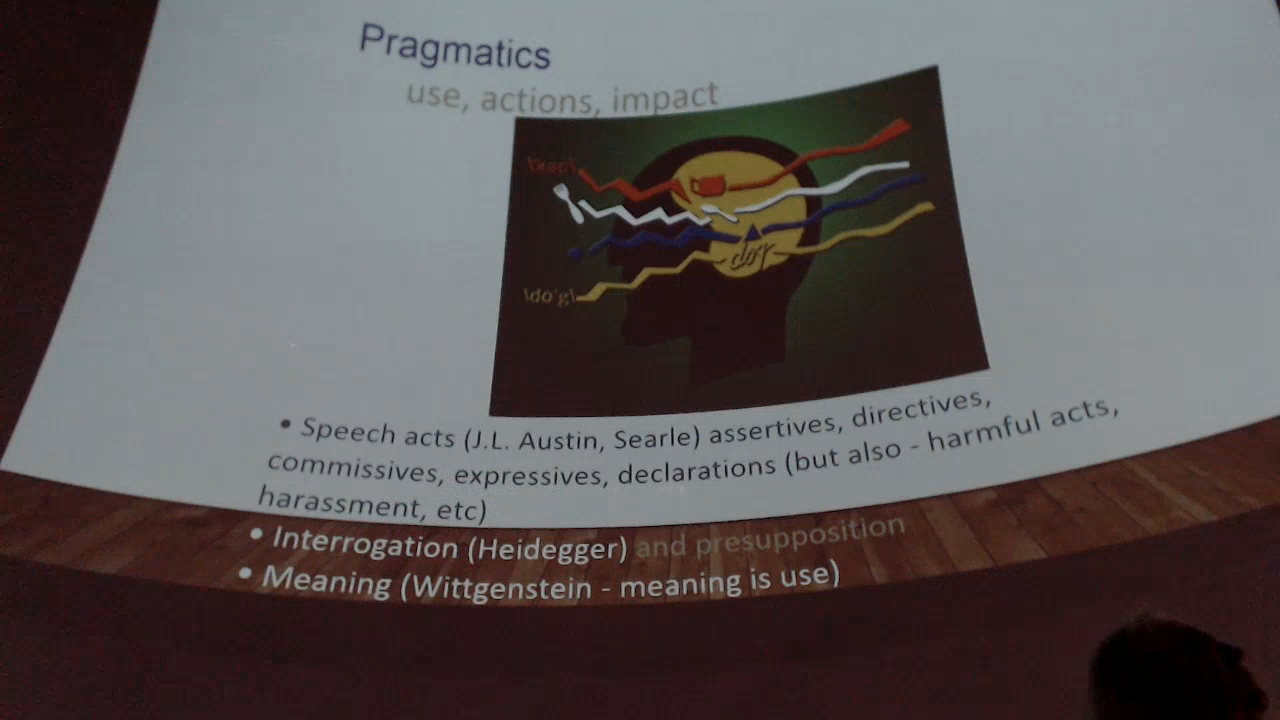 Pragmatics
use, actions, impact
\do'g\
dog
• Speech acts (J.L. Austin, Searle) assertives, directives,
commissives, expressives, declarations (but also - harmful acts,
harassment, etc)
• Interrogation (Heidegger) and presupposition
• Meaning (Wittgenstein - meaning is use)